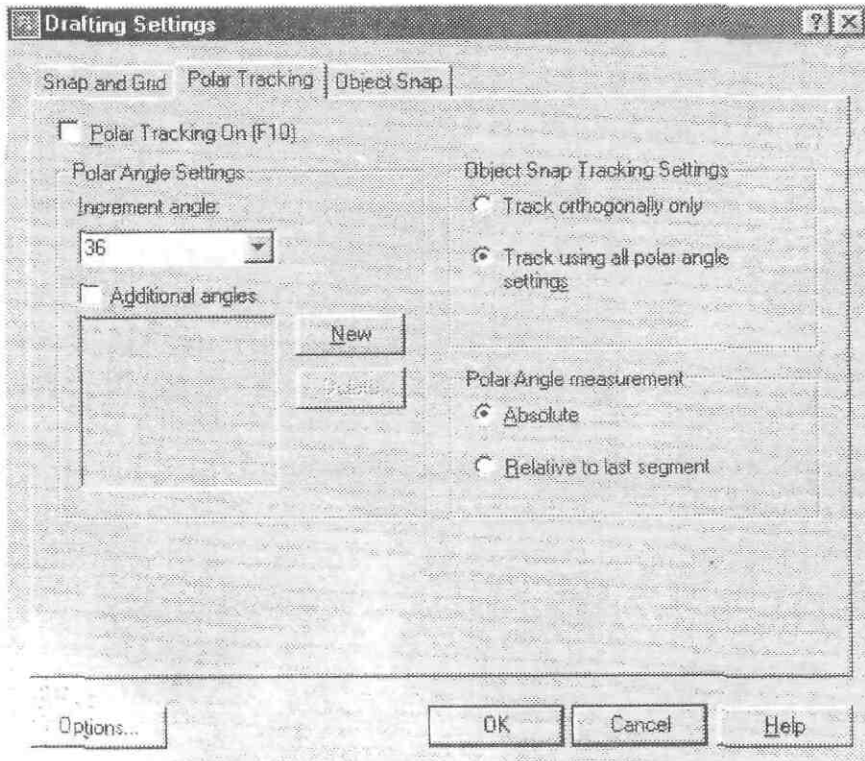 Drafting Settings
Snap and Grid
Polar Tracking
Object Snap
Polar Tracking On (F10)
Polar Angle Settings
Increment angle:
36
Additional angles
New
Object Snap Tracking Settings
Track orthogonally only
Track using all polar angle
settings
Polar Angle measurement
Absolute
Relative to last segment
Options...
OK
Cancel
Help